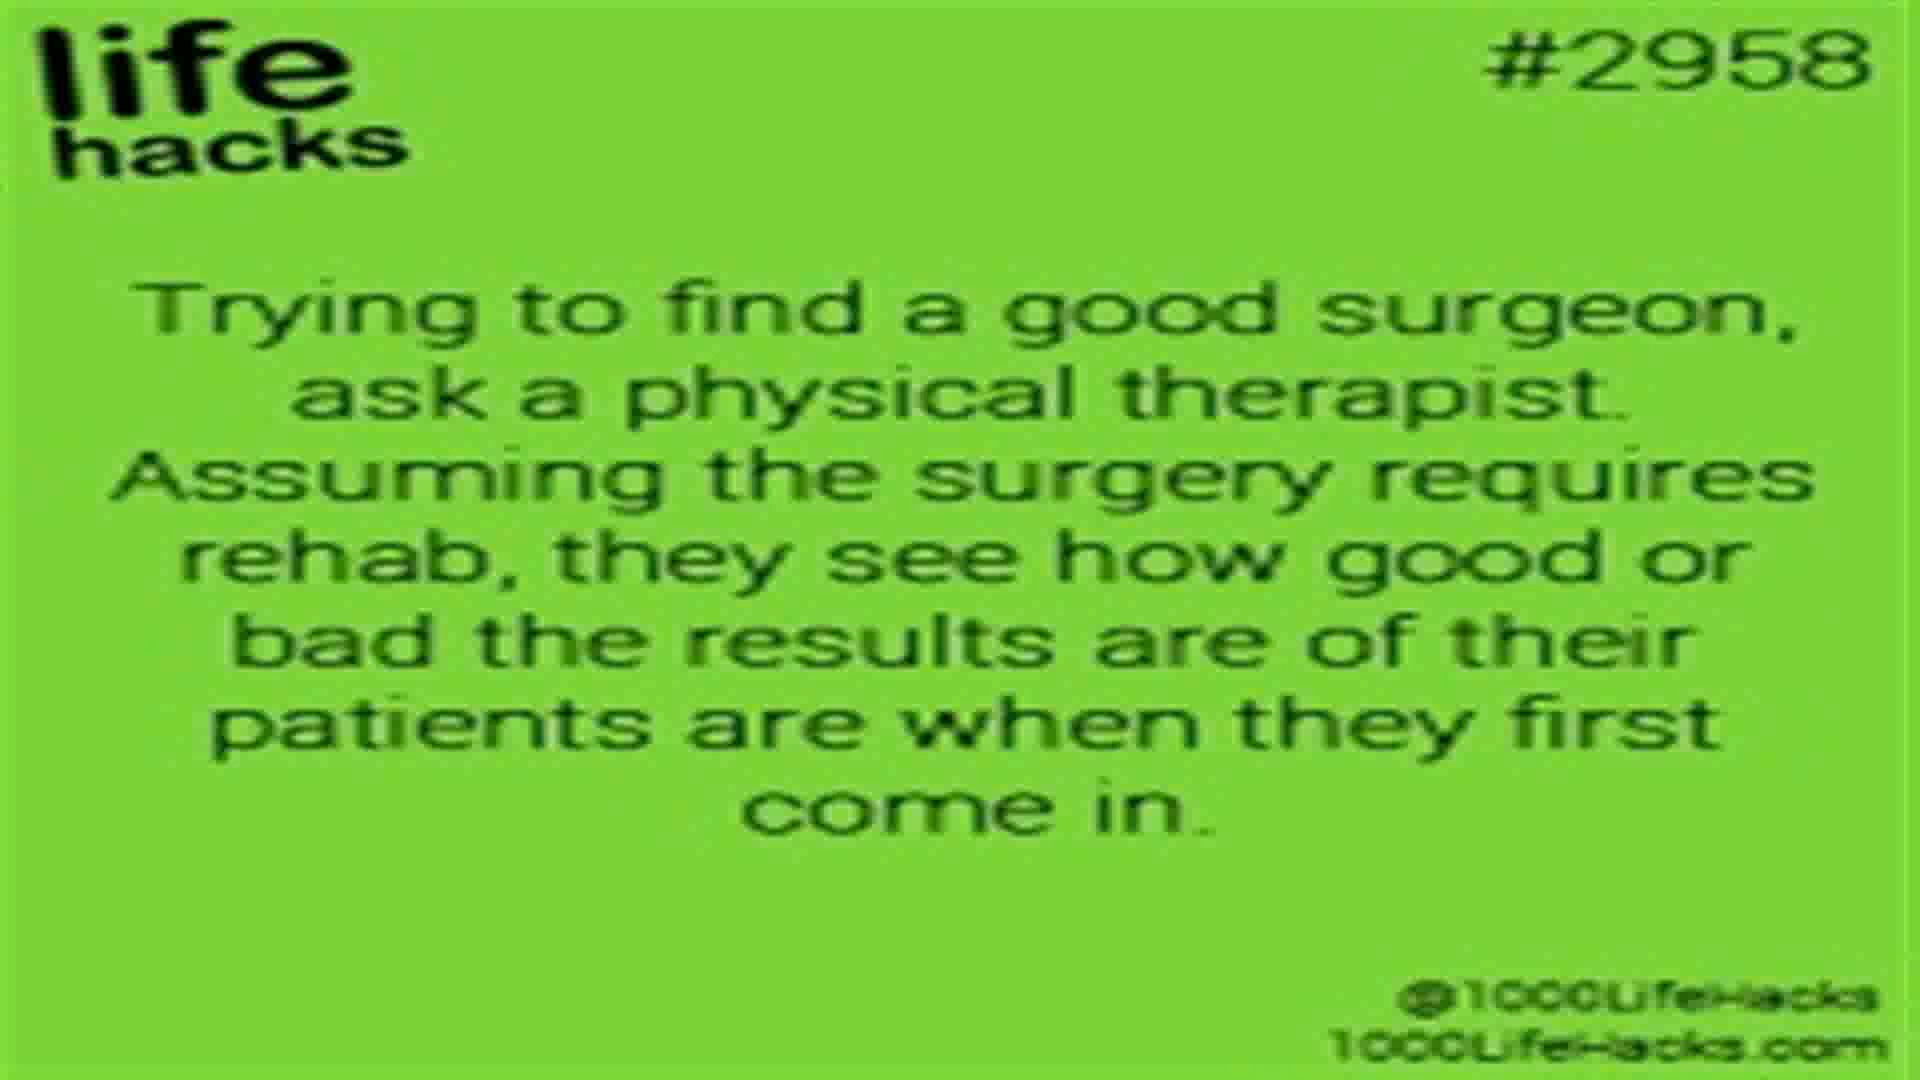 life
hacks
#2958
Trying to find a good surgeon,
ask a physical therapist.
Assuming the surgery requires
rehab, they see how good or
bad the results are of their
patients are when they first
come in.
@1000LifeHacks
1000LifeHacks.com